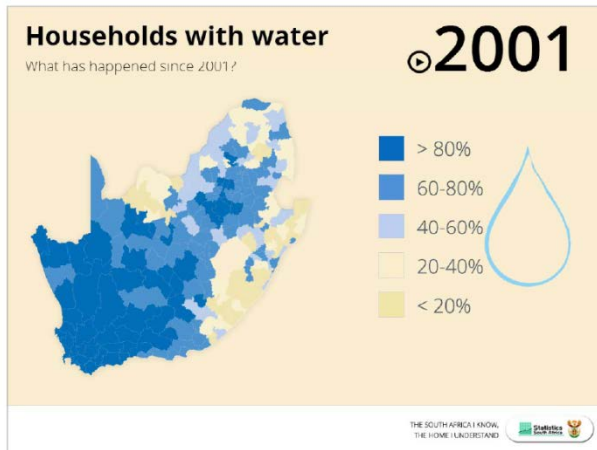 Households with water
2001
What has happened since 2001?
> 80%
60-80%
40-60%
20-40%
< 20%
THE SOUTH AFRICA I KNOW,
THE HOME I UNDERSTAND
Statistics
South Africa